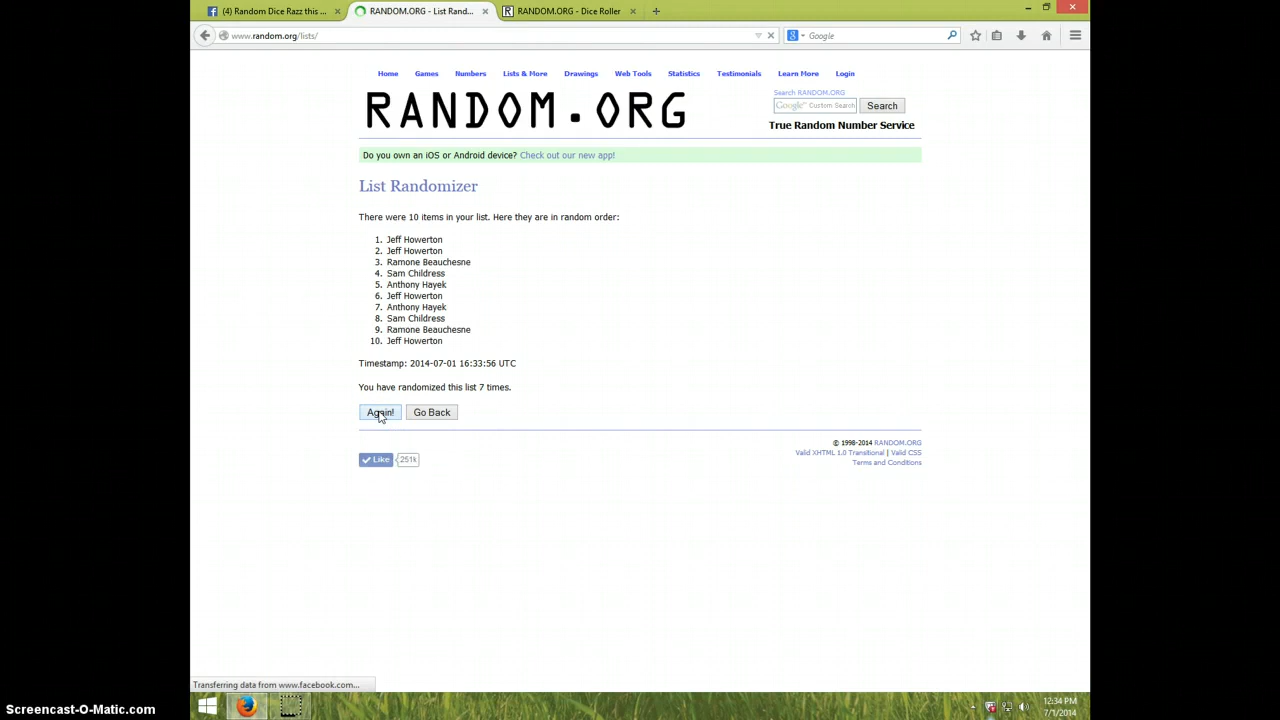 (4) Random Dice Razz this ...
RANDOM.ORG - List Rand...
RANDOM.ORG - Dice Roller
www.random.org/lists/
Google
Home Games Numbers Lists & More Drawings Web Tools Statistics Testimonials Learn More Login
RANDOM.ORG
Search RANDOM.ORG
Google™ Custom Search Search
True Random Number Service
Do you own an iOS or Android device? Check out our new app!
List Randomizer
There were 10 items in your list. Here they are in random order:
1. Jeff Howerton
2. Jeff Howerton
3. Ramone Beauchesne
4. Sam Childress
5. Anthony Hayek
6. Jeff Howerton
7. Anthony Hayek
8. Sam Childress
9. Ramone Beauchesne
10. Jeff Howerton
Timestamp: 2014-07-01 16:33:56 UTC
You have randomized this list 7 times.
Again! Go Back
© 1998-2014 RANDOM.ORG
Valid XHTML 1.0 Transitional | Valid CSS
Terms and Conditions
Like 251k
Transferring data from www.facebook.com...
12:34 PM
7/1/2014
Screencast-O-Matic.com